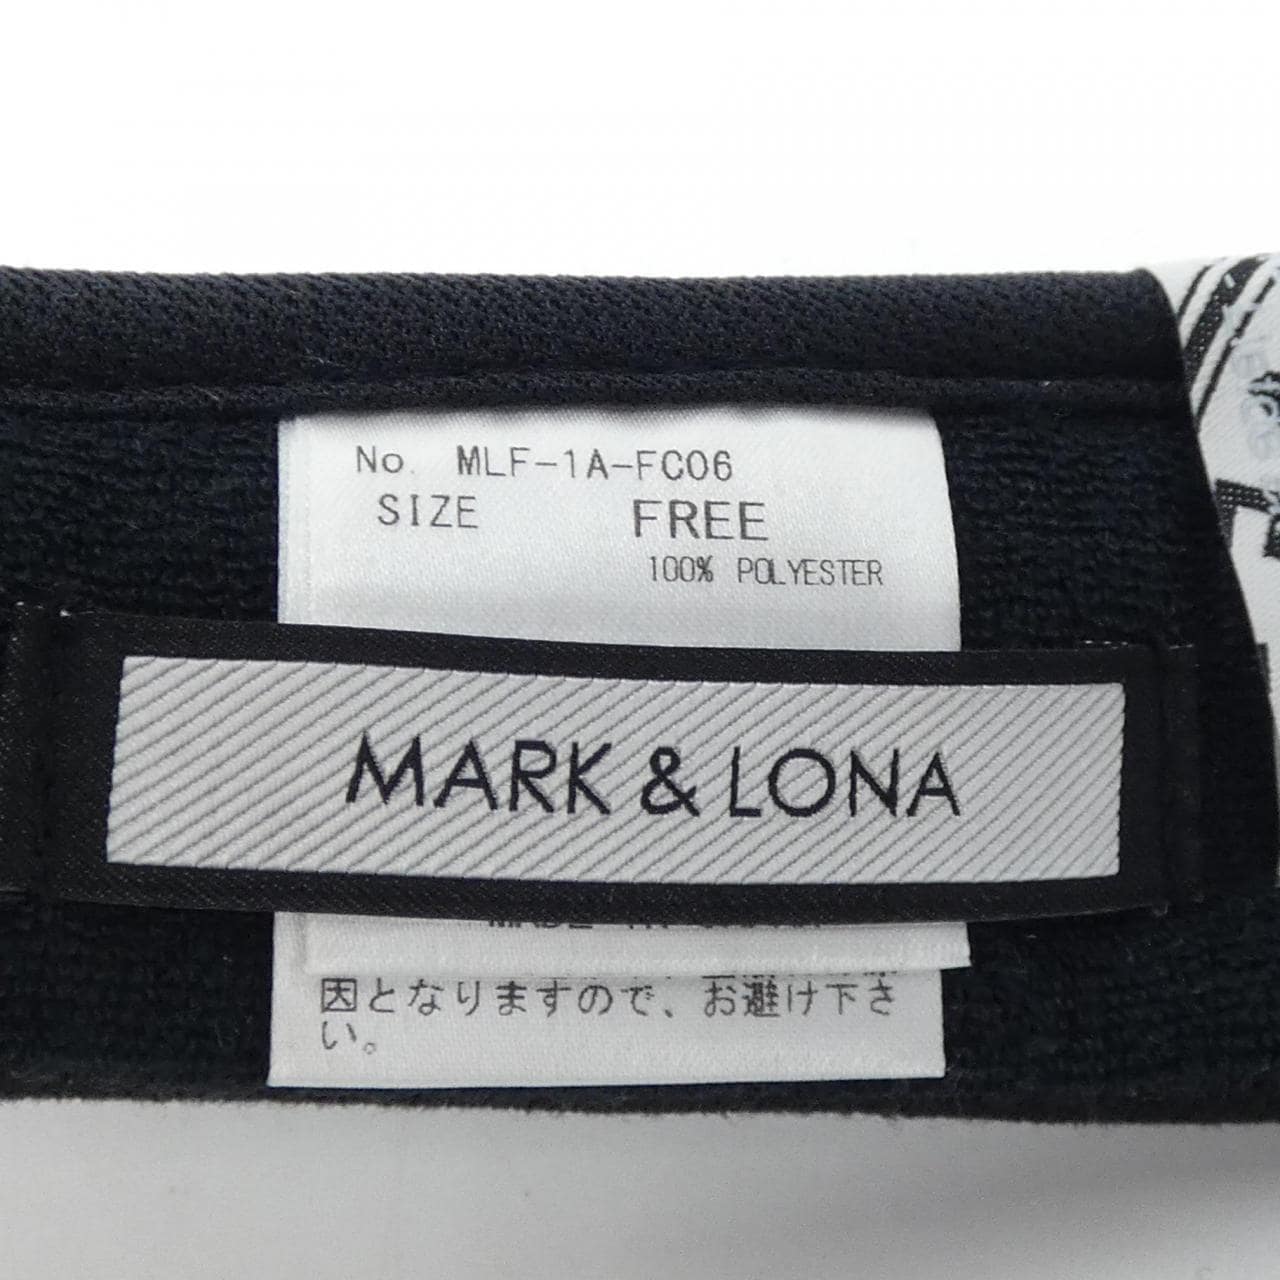 No. MLF-1A-FC06
SIZE FREE
100% POLYESTER
MARK & LONA
因となりますので、お避け下さ
い。